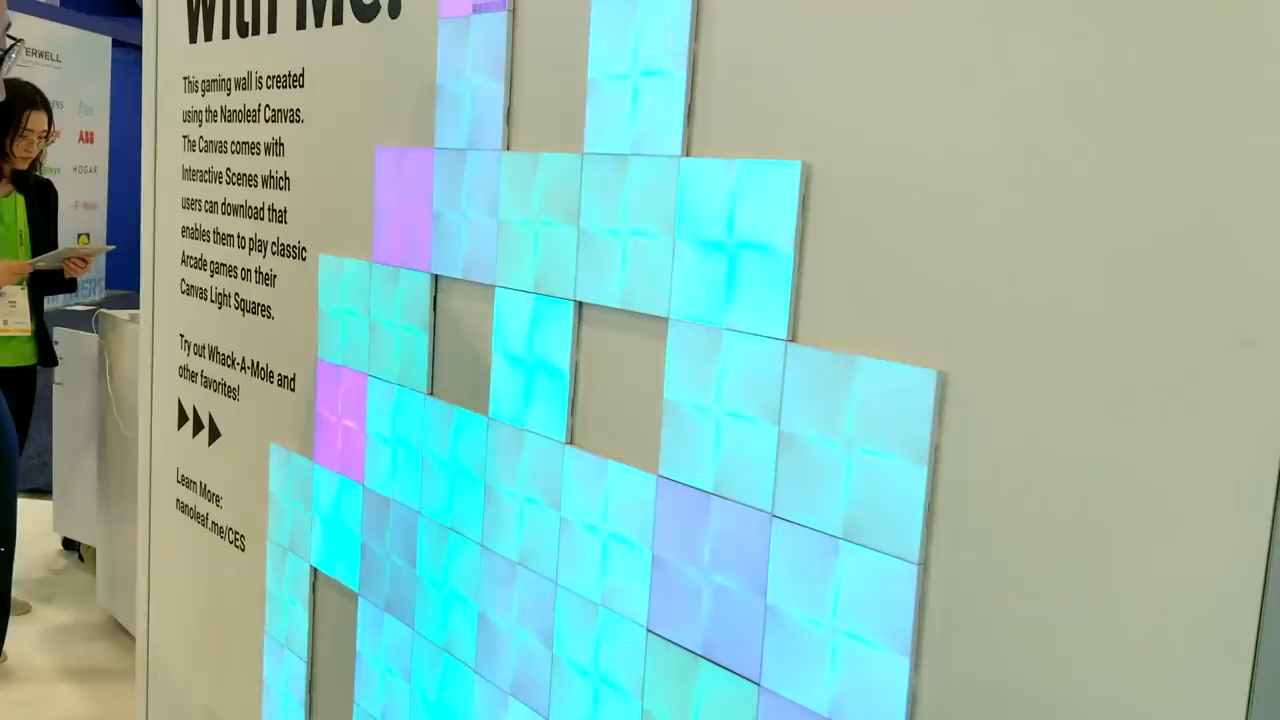 with Me!
This gaming wall is created
using the Nanoleaf Canvas.
The Canvas comes with
Interactive Scenes which
users can download that
enables them to play classic
Arcade games on their
Canvas Light Squares.
Try out Whack-A-Mole and
other favorites!
Learn More:
nanoleaf.me/CES
ERWELL
flex
ABB
HOGAR